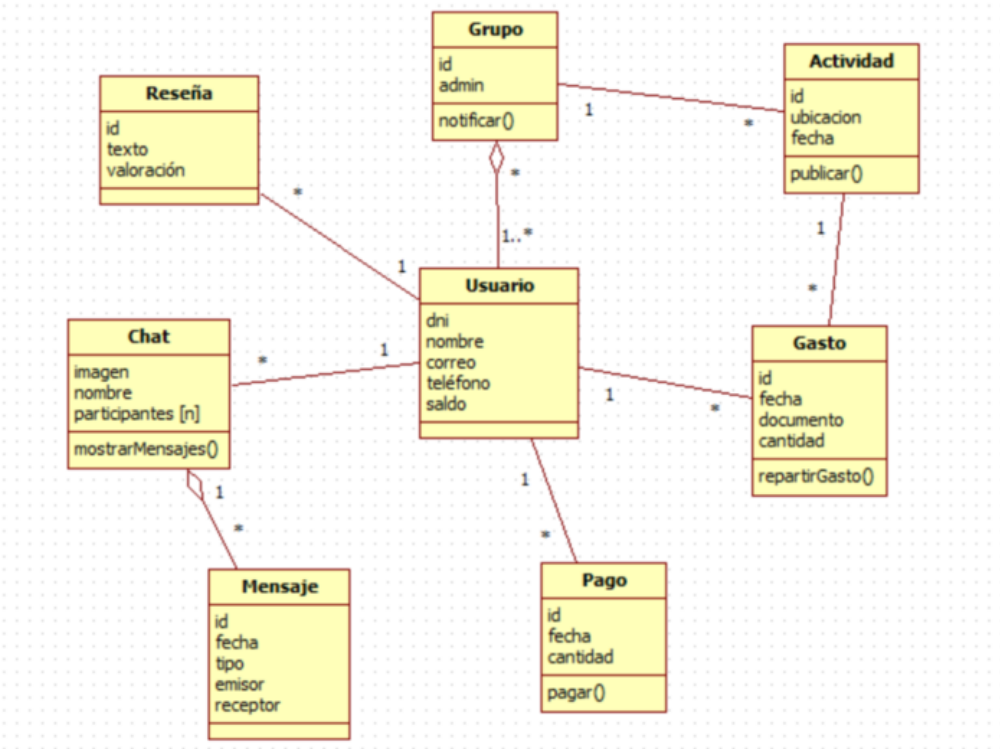 Grupo
id
admin
notificar()
1
*
Actividad
id
ubicacion
fecha
publicar()
Reseña
id
texto
valoración
*
1
*
1..*
1
*
Usuario
dni
nombre
correo
teléfono
saldo
Chat
imagen
nombre
participantes [n]
mostrarMensajes()
*
1
1
*
Gasto
id
fecha
documento
cantidad
repartirGasto()
1
*
1
*
Mensaje
id
fecha
tipo
emisor
receptor
Pago
id
fecha
cantidad
pagar()